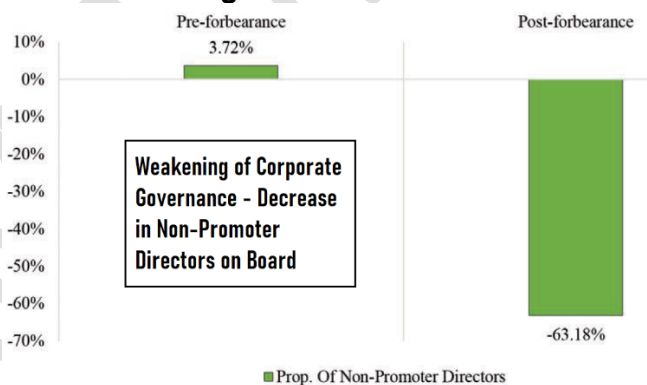 Pre-forbearance
Post-forbearance
10%
3.72%
0%
-10%
-20%
-30%
-40%
-50%
-60%
-70%
Weakening of Corporate
Governance - Decrease
in Non-Promoter
Directors on Board
-63.18%
Prop. Of Non-Promoter Directors